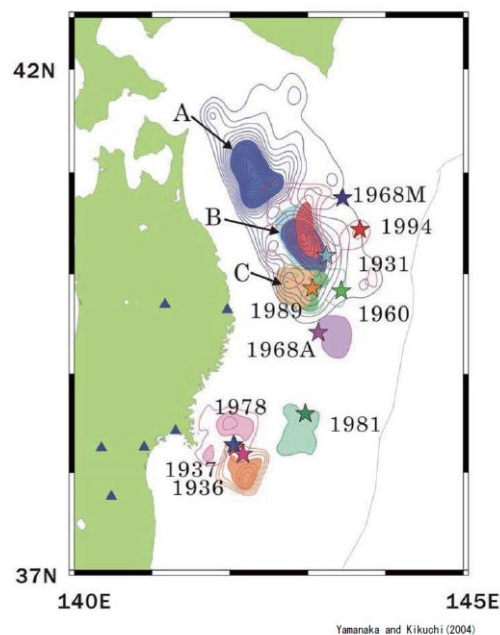 42N
A
1968M
B
1994
1931
C
1989
1960
1968A
1978
1981
1937
1936
37N
140E
145E
Yamanaka and Kikuchi(2004)